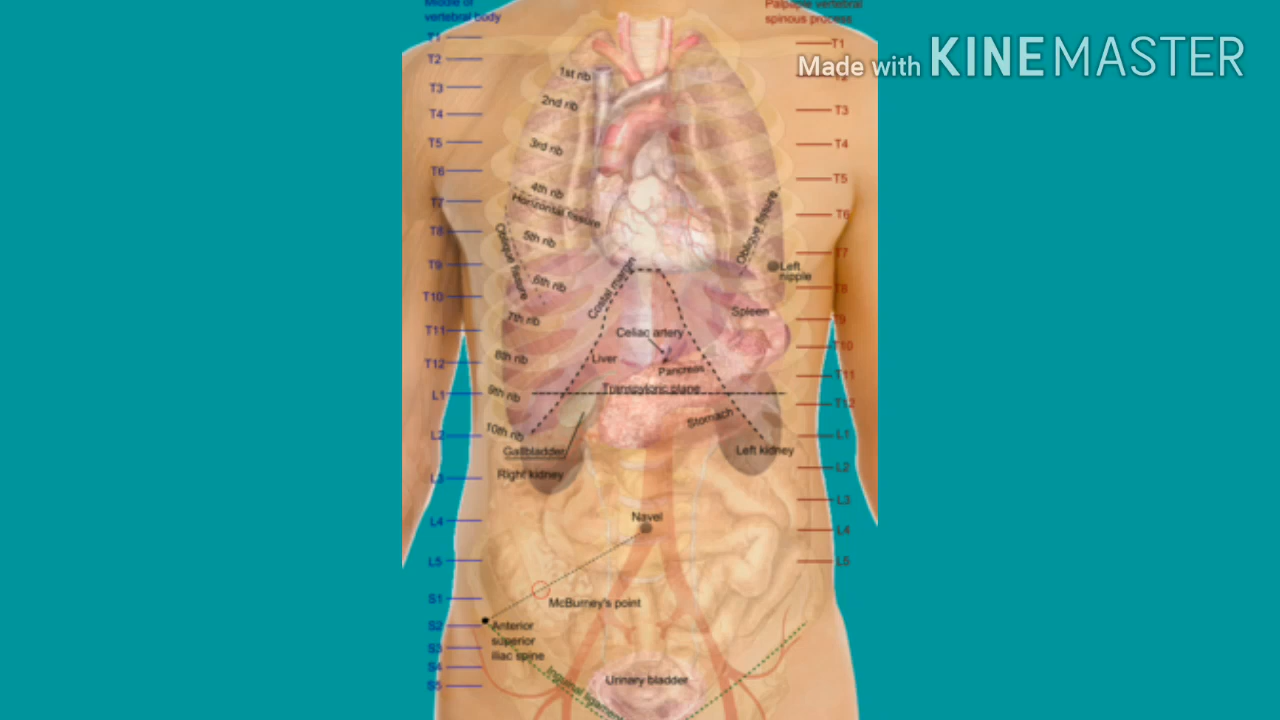 Middle of
vertebral body
Palpable vertebral
spinous process
T1
T2
T3
T4
T5
T6
T7
T8
T9
T10
T11
T12
L1
L2
L3
L4
L5
S1
S2
S3
S4
S5
T1
T2
T3
T4
T5
T6
T7
T8
T9
T10
T11
T12
L1
L2
L3
L4
L5
Made with KINEMASTER
1st rib
2nd rib
3rd rib
4th rib
Horizontal fissure
5th rib
Oblique fissure
6th rib
7th rib
8th rib
9th rib
10th rib
Costal margin
Oblique fissure
Left
nipple
Spleen
Celiac artery
Liver
Pancreas
Transpyloric plane
Stomach
Gallbladder
Right kidney
Left kidney
Navel
McBurney's point
Anterior
superior
iliac spine
Inguinal ligament
Urinary bladder